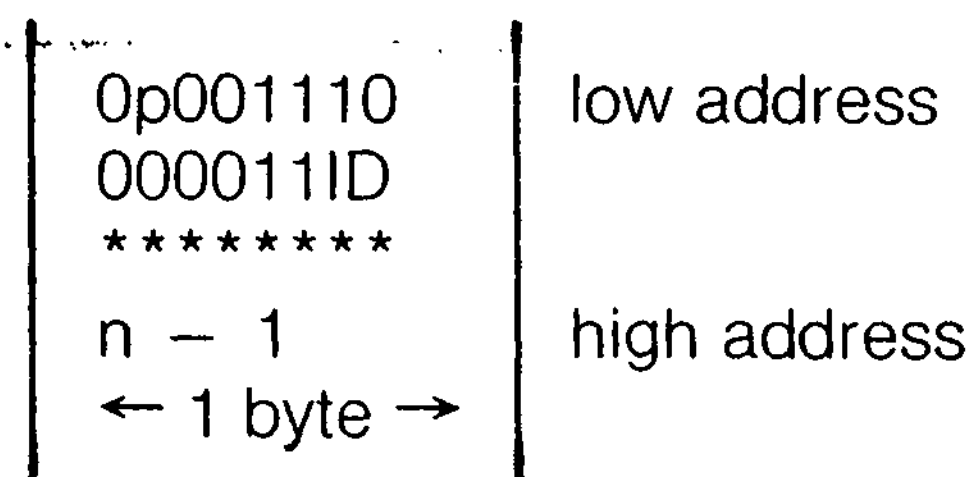 0p001110 low address
000011ID
* * * * * * * *
n – 1 high address
← 1 byte →